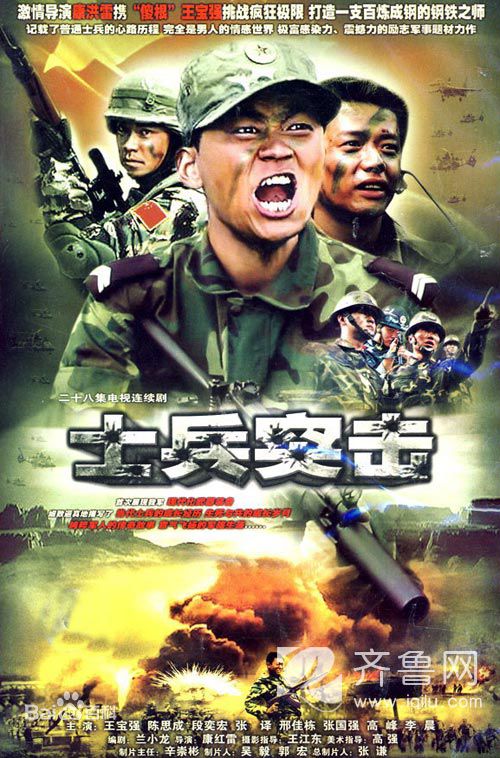 激情导演康洪雷携“傻根”王宝强挑战疯狂极限 打造一支百炼成钢的钢铁之师
记载了普通士兵的心路历程 完全是男人的情感世界 极富感染力、震撼力的励志军事题材力作
二十八集电视连续剧
士兵突击
齐鲁网
www.iqilu.com
Bai百科
主演：王宝强 陈思成 段奕宏 张译 邢佳栋 张国强 高峰 李晨
编剧：兰小龙 导演：康红雷 摄影指导：王江东 美术指导：高强
制片主任：辛崇彬 制片人：吴毅 郭宏 总制片人：张谦